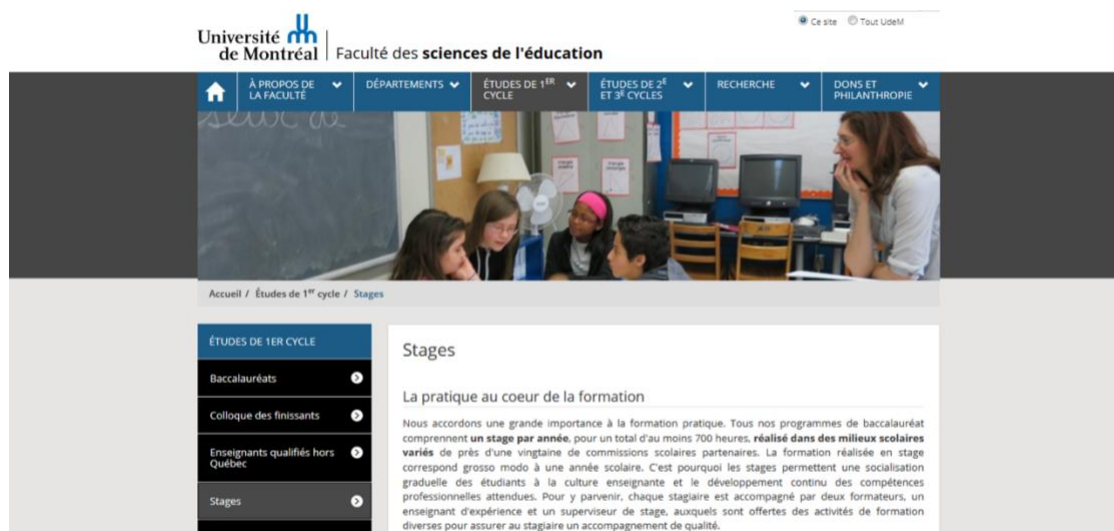 Université
de Montréal
Faculté des sciences de l'éducation
Ce site
Tout UdeM
À PROPOS DE
LA FACULTÉ
DÉPARTEMENTS
ÉTUDES DE 1ER
CYCLE
ÉTUDES DE 2E
ET 3E CYCLES
RECHERCHE
DONS ET
PHILANTHROPIE
Accueil / Études de 1er cycle / Stages
ÉTUDES DE 1ER CYCLE
Baccalauréats
Colloque des finissants
Enseignants qualifiés hors
Québec
Stages
Stages
La pratique au coeur de la formation
Nous accordons une grande importance à la formation pratique. Tous nos programmes de baccalauréat
comprennent un stage par année, pour un total d'au moins 700 heures, réalisé dans des milieux scolaires
variés de près d'une vingtaine de commissions scolaires partenaires. La formation réalisée en stage
correspond grosso modo à une année scolaire. C'est pourquoi les stages permettent une socialisation
graduelle des étudiants à la culture enseignante et le développement continu des compétences
professionnelles attendues. Pour y parvenir, chaque stagiaire est accompagné par deux formateurs, un
enseignant d'expérience et un superviseur de stage, auxquels sont offertes des activités de formation
diverses pour assurer au stagiaire un accompagnement de qualité.